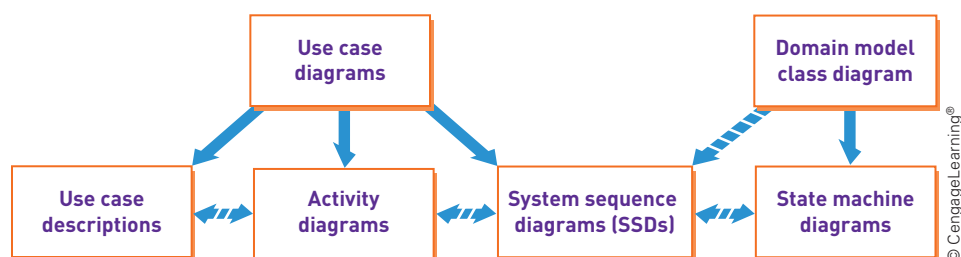 Use case
diagrams
Domain model
class diagram
Use case
descriptions
Activity
diagrams
System sequence
diagrams (SSDs)
State machine
diagrams
© CengageLearning®